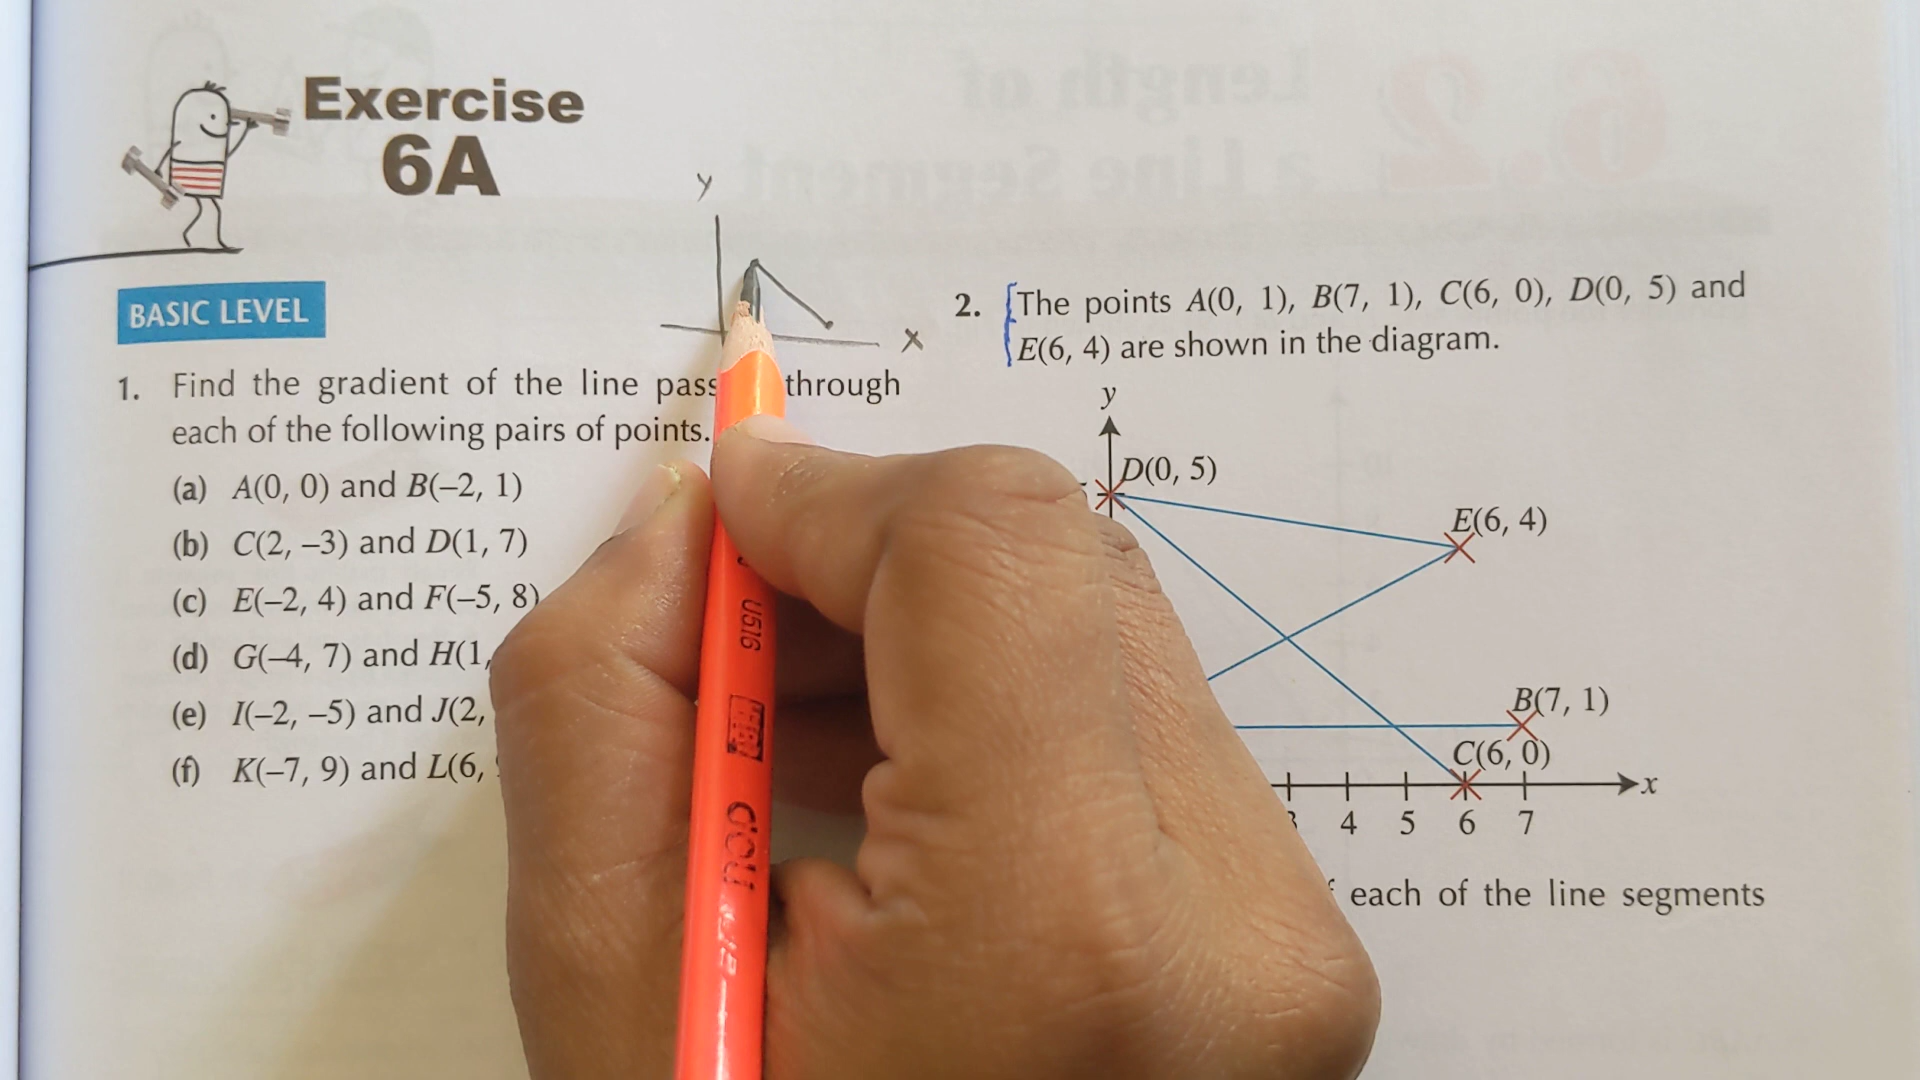 Exercise
6A
y
x
BASIC LEVEL
1. Find the gradient of the line through
each of the following pairs of points.
(a) A(0, 0) and B(–2, 1)
(b) C(2, –3) and D(1, 7)
(c) E(–2, 4) and F(–5, 8)
(d) G(–4, 7) and H(1,
(e) I(–2, –5) and J(2,
(f) K(–7, 9) and L(6,
2. The points A(0, 1), B(7, 1), C(6, 0), D(0, 5) and
E(6, 4) are shown in the diagram.
y
D(0, 5)
E(6, 4)
B(7, 1)
C(6, 0)
x
4 5 6 7
each of the line segments
U516
deli